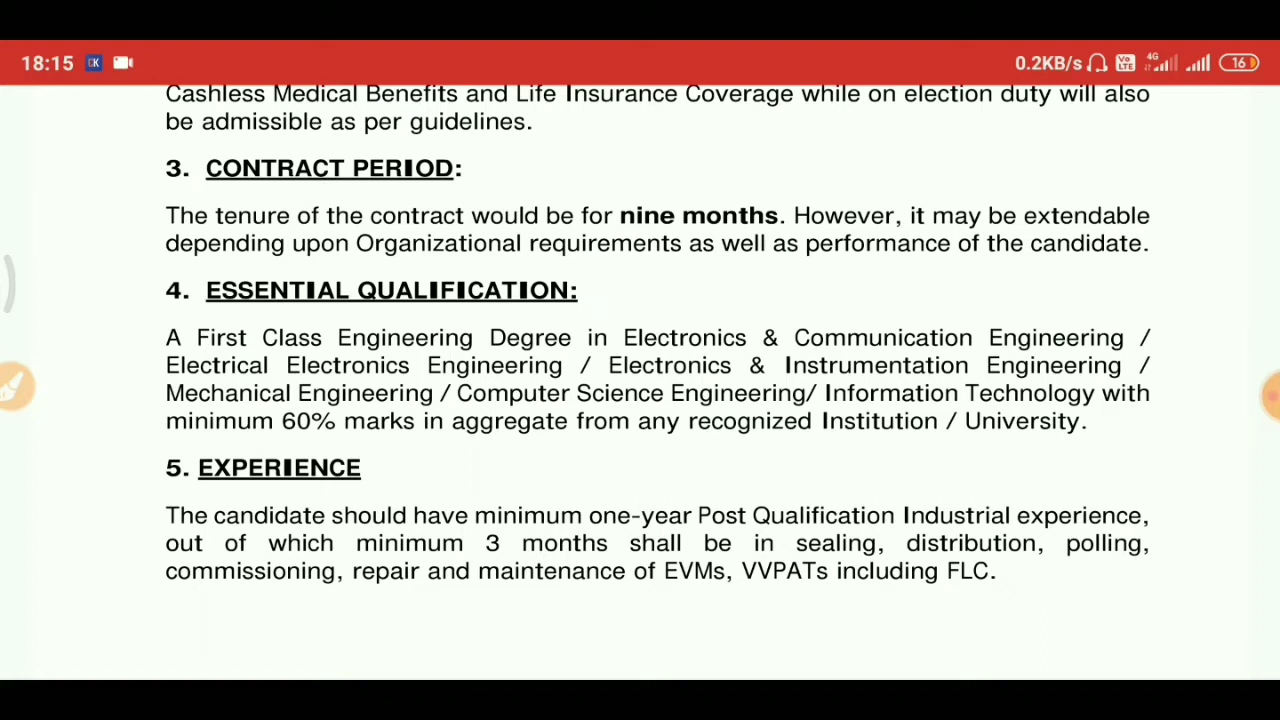 18:15 CK 0.2KB/s Vo LTE 4G 16
Cashless Medical Benefits and Life Insurance Coverage while on election duty will also
be admissible as per guidelines.
3. CONTRACT PERIOD:
The tenure of the contract would be for nine months. However, it may be extendable
depending upon Organizational requirements as well as performance of the candidate.
4. ESSENTIAL QUALIFICATION:
A First Class Engineering Degree in Electronics & Communication Engineering /
Electrical Electronics Engineering / Electronics & Instrumentation Engineering /
Mechanical Engineering / Computer Science Engineering/ Information Technology with
minimum 60% marks in aggregate from any recognized Institution / University.
5. EXPERIENCE
The candidate should have minimum one-year Post Qualification Industrial experience,
out of which minimum 3 months shall be in sealing, distribution, polling,
commissioning, repair and maintenance of EVMs, VVPATs including FLC.